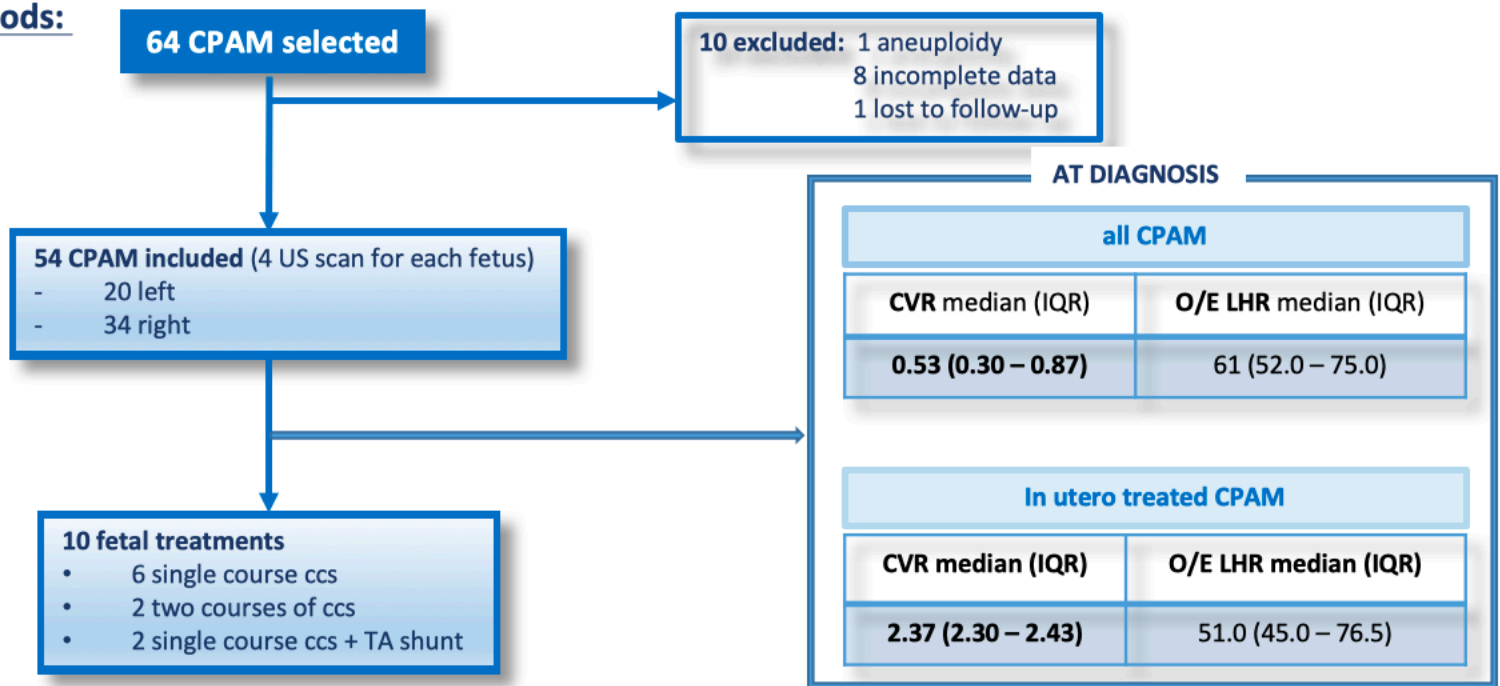 ods:
64 CPAM selected
10 excluded: 1 aneuploidy
8 incomplete data
1 lost to follow-up
54 CPAM included (4 US scan for each fetus)
- 20 left
- 34 right
AT DIAGNOSIS
all CPAM
CVR median (IQR) O/E LHR median (IQR)
0.53 (0.30 – 0.87) 61 (52.0 – 75.0)
In utero treated CPAM
CVR median (IQR) O/E LHR median (IQR)
2.37 (2.30 – 2.43) 51.0 (45.0 – 76.5)
10 fetal treatments
• 6 single course ccs
• 2 two courses of ccs
• 2 single course ccs + TA shunt